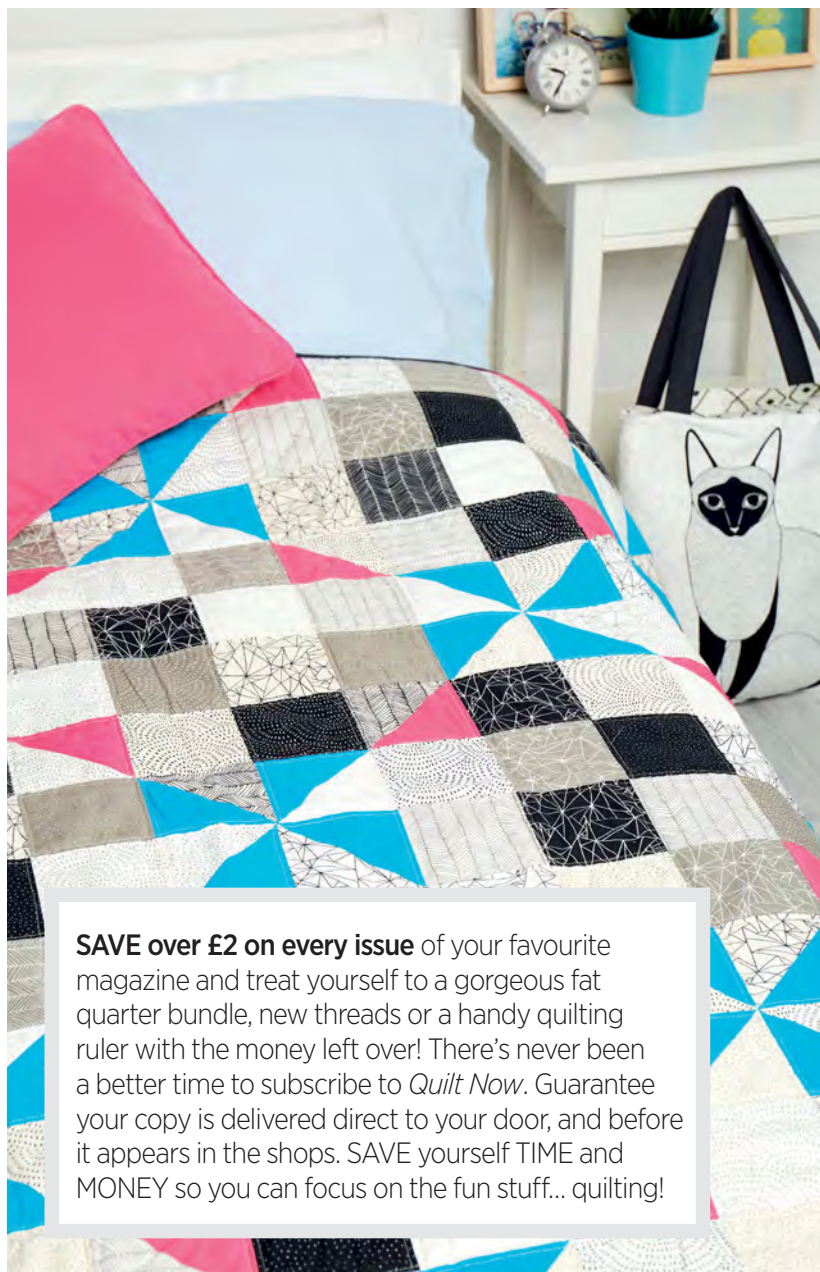 SAVE over £2 on every issue of your favourite
magazine and treat yourself to a gorgeous fat
quarter bundle, new threads or a handy quilting
ruler with the money left over! There’s never been
a better time to subscribe to Quilt Now. Guarantee
your copy is delivered direct to your door, and before
it appears in the shops. SAVE yourself TIME and
MONEY so you can focus on the fun stuff... quilting!